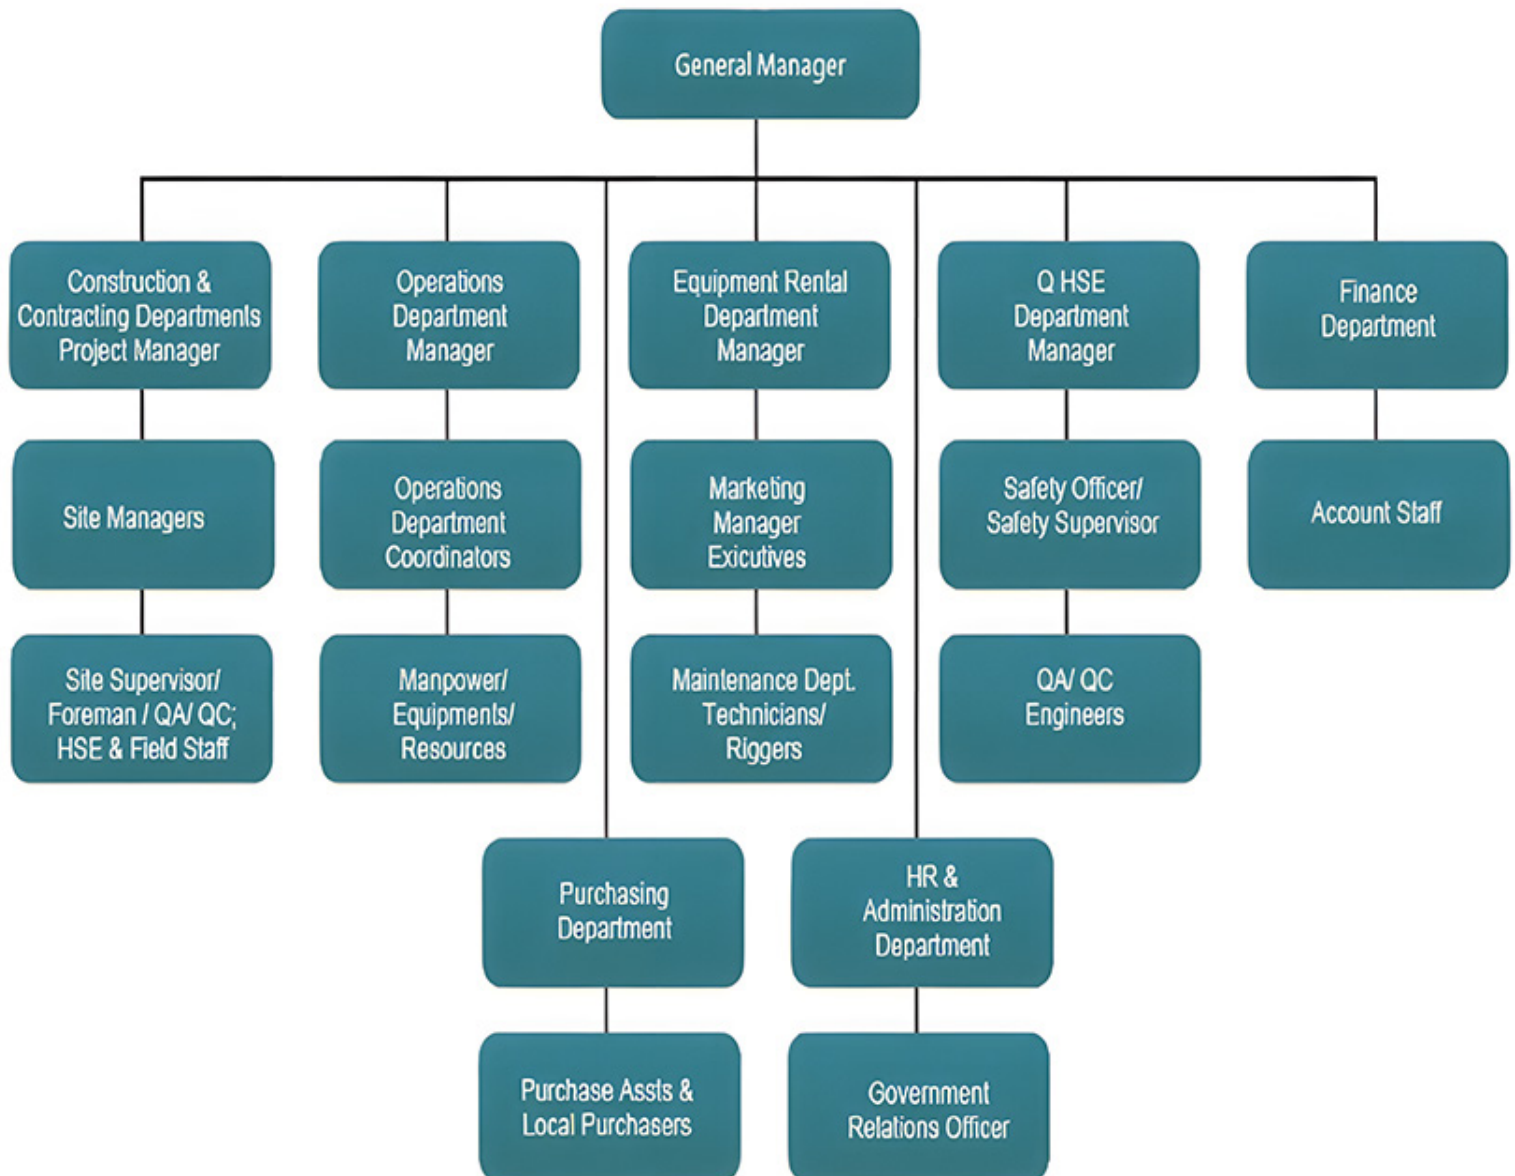 General Manager
Construction &
Contracting Departments
Project Manager
Operations
Department
Manager
Equipment Rental
Department
Manager
Q HSE
Department
Manager
Finance
Department
Site Managers
Operations
Department
Coordinators
Marketing
Manager
Exicutives
Safety Officer/
Safety Supervisor
Account Staff
Site Supervisor/
Foreman / QA/ QC;
HSE & Field Staff
Manpower/
Equipments/
Resources
Maintenance Dept.
Technicians/
Riggers
QA/ QC
Engineers
Purchasing
Department
HR &
Administration
Department
Purchase Assts &
Local Purchasers
Government
Relations Officer